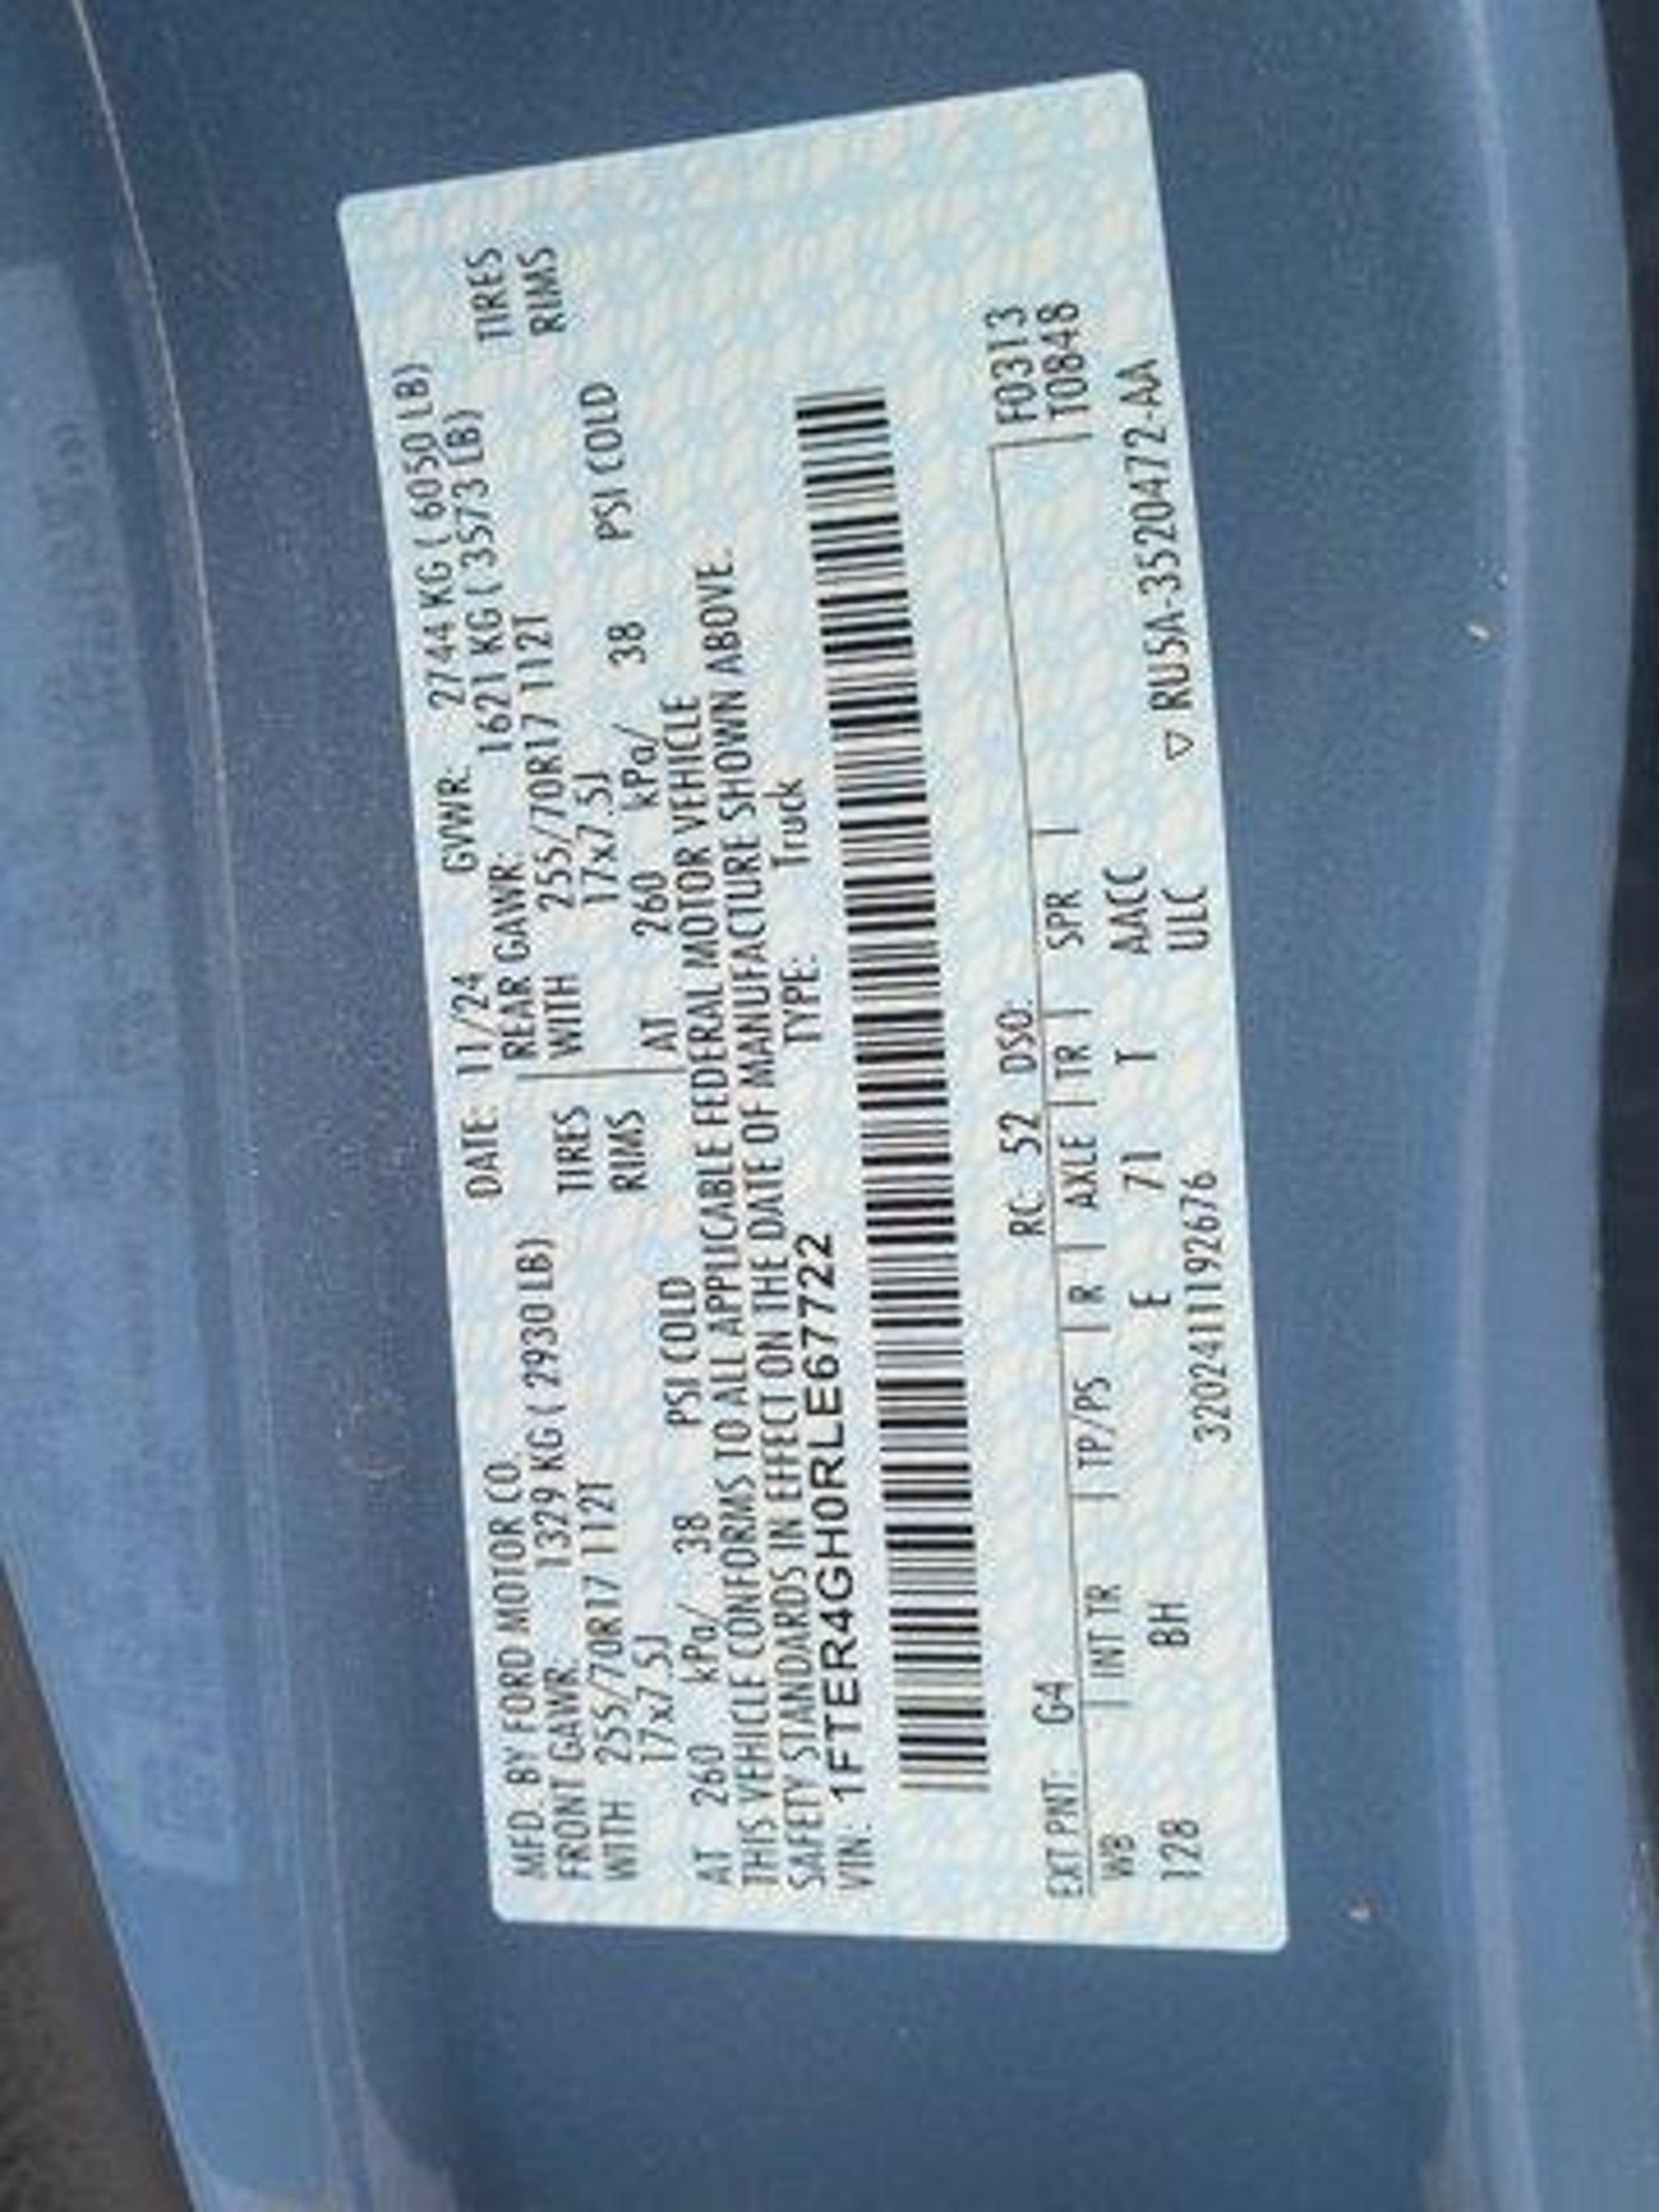 MFD. BY FORD MOTOR CO DATE: 11/24 GVWR: 2744 KG ( 6050 LB)
FRONT GAWR: 1329 KG ( 2930 LB) REAR GAWR: 1621 KG ( 3573 LB)
WITH 255/70R17 112T TIRES WITH 255/70R17 112T TIRES
17x7.5J RIMS 17x7.5J RIMS
AT 260 kPa/ 38 PSI COLD AT 260 kPa/ 38 PSI COLD
THIS VEHICLE CONFORMS TO ALL APPLICABLE FEDERAL MOTOR VEHICLE
SAFETY STANDARDS IN EFFECT ON THE DATE OF MANUFACTURE SHOWN ABOVE.
VIN: 1FTER4GH0RLE67722 TYPE: Truck
EXT PNT: G4 RC: 52 DSO: F0313
WB INT TR TP/PS R AXLE TR SPR T0848
128 8H E 71 T AACC
320241119267​6 ULC ▽ RU5A-3520472-AA